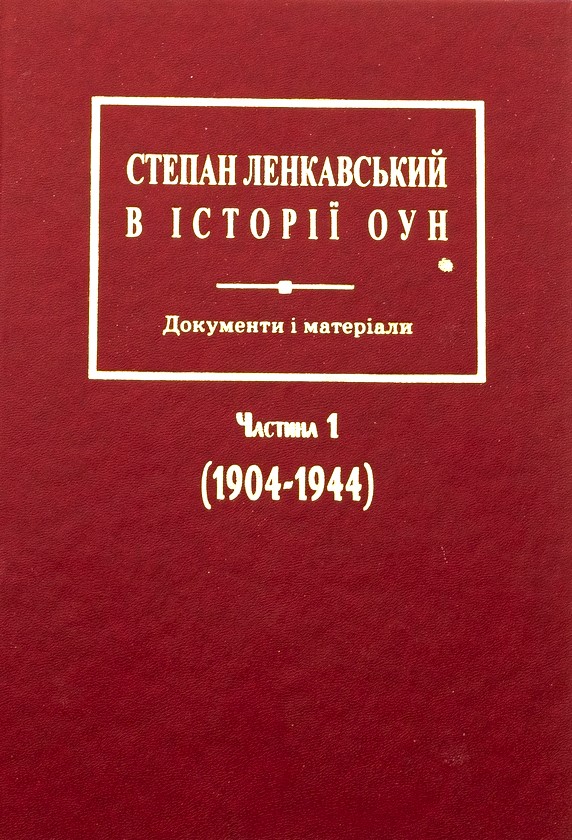 СТЕПАН ЛЕНКАВСЬКИЙ
В ІСТОРІЇ ОУН
Документи і матеріали
Частина 1
(1904-1944)